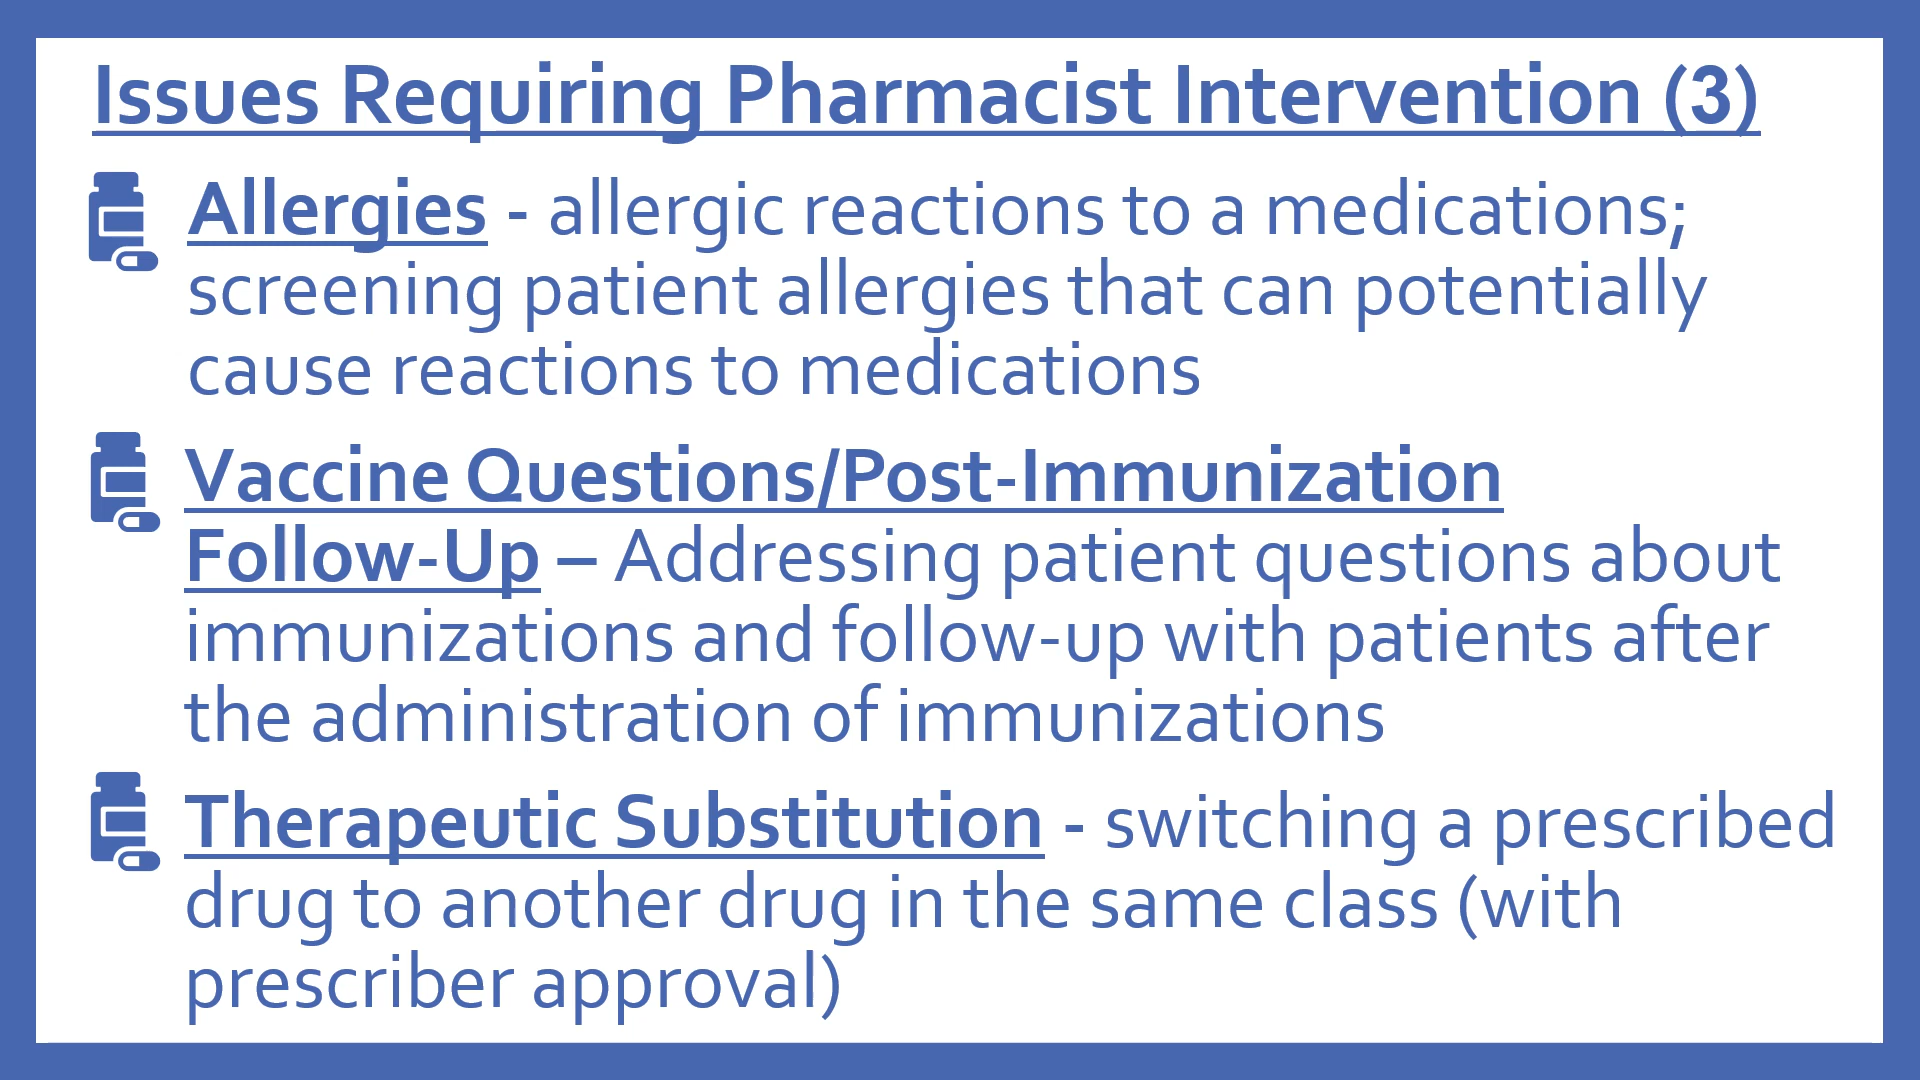 Issues Requiring Pharmacist Intervention (3)
Allergies - allergic reactions to a medications;
screening patient allergies that can potentially
cause reactions to medications
Vaccine Questions/Post-Immunization
Follow-Up – Addressing patient questions about
immunizations and follow-up with patients after
the administration of immunizations
Therapeutic Substitution - switching a prescribed
drug to another drug in the same class (with
prescriber approval)